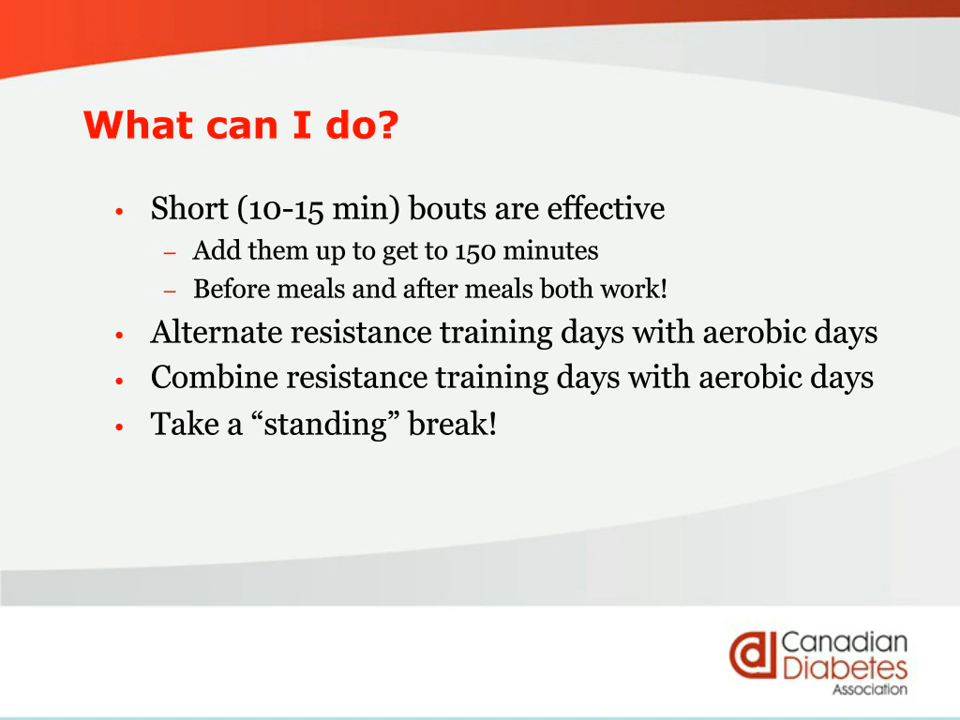 What can I do?
• Short (10-15 min) bouts are effective
– Add them up to get to 150 minutes
– Before meals and after meals both work!
• Alternate resistance training days with aerobic days
• Combine resistance training days with aerobic days
• Take a “standing” break!
Canadian
Diabetes
Association